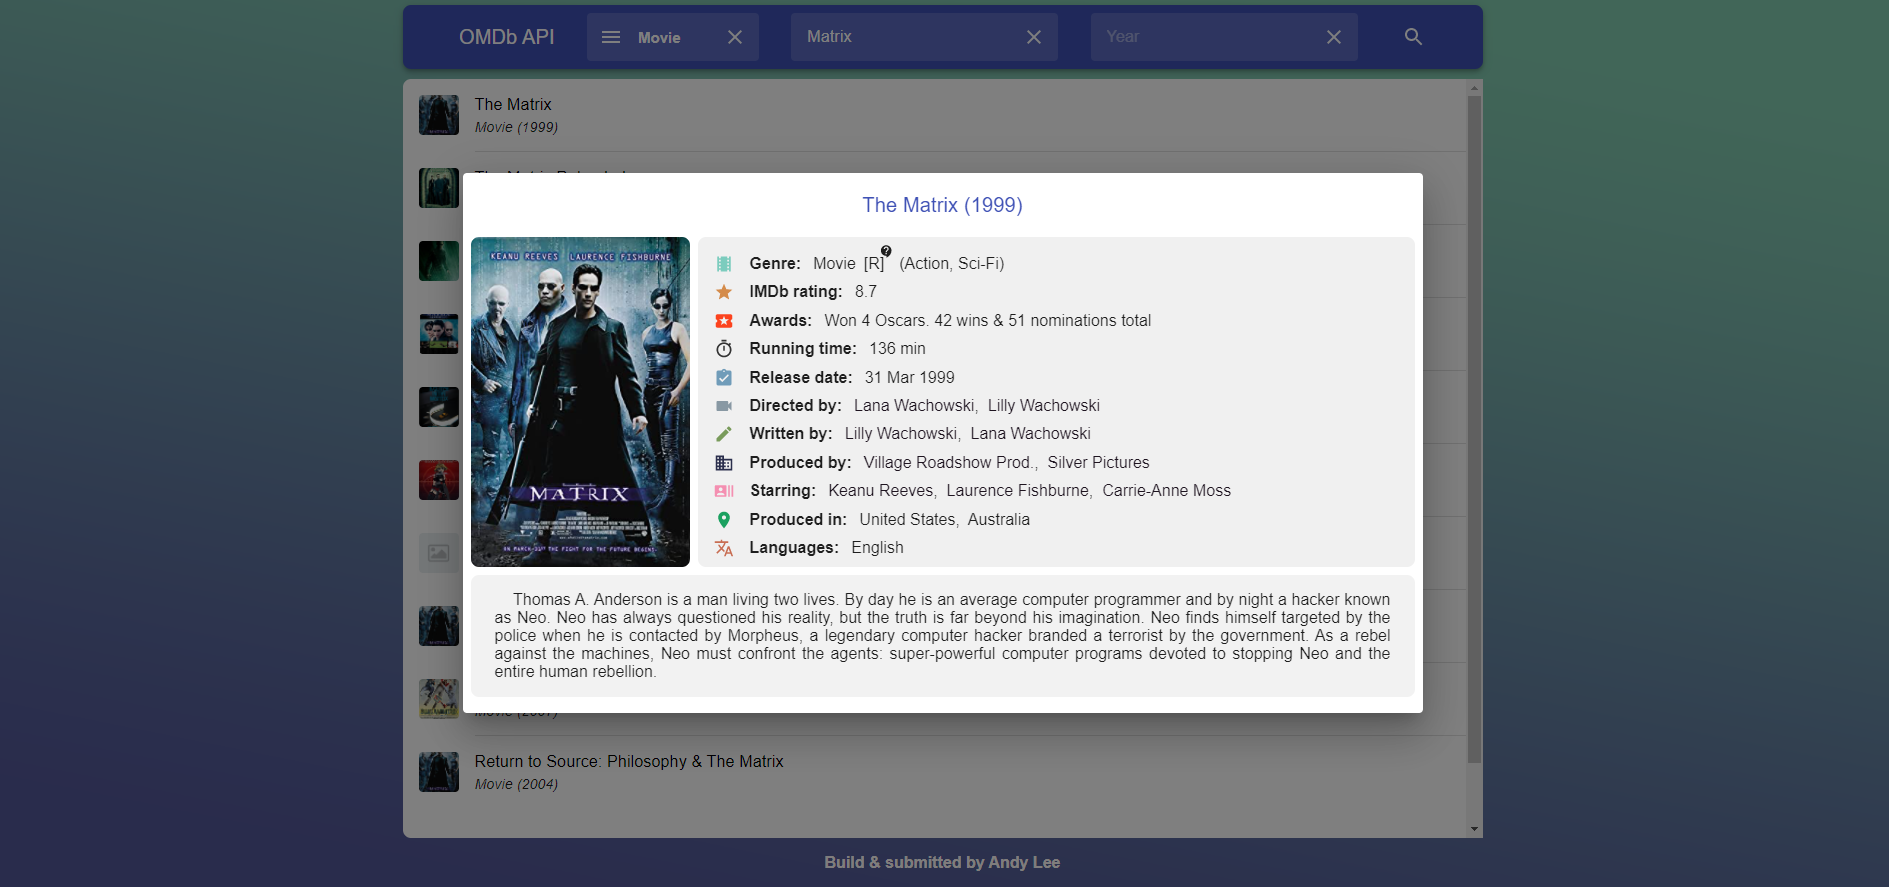 OMDb API
Movie
Matrix
Year
The Matrix
Movie (1999)
The Matrix (1999)
KEANU REEVES LAURENCE FISHBURNE
MATRIX
ON MARCH 31ST THE FIGHT FOR THE FUTURE BEGINS.
Genre: Movie [R] ? (Action, Sci-Fi)
IMDb rating: 8.7
Awards: Won 4 Oscars. 42 wins & 51 nominations total
Running time: 136 min
Release date: 31 Mar 1999
Directed by: Lana Wachowski, Lilly Wachowski
Written by: Lilly Wachowski, Lana Wachowski
Produced by: Village Roadshow Prod., Silver Pictures
Starring: Keanu Reeves, Laurence Fishburne, Carrie-Anne Moss
Produced in: United States, Australia
Languages: English
Thomas A. Anderson is a man living two lives. By day he is an average computer programmer and by night a hacker known
as Neo. Neo has always questioned his reality, but the truth is far beyond his imagination. Neo finds himself targeted by the
police when he is contacted by Morpheus, a legendary computer hacker branded a terrorist by the government. As a rebel
against the machines, Neo must confront the agents: super-powerful computer programs devoted to stopping Neo and the
entire human rebellion.
Return to Source: Philosophy & The Matrix
Movie (2004)
Build & submitted by Andy Lee